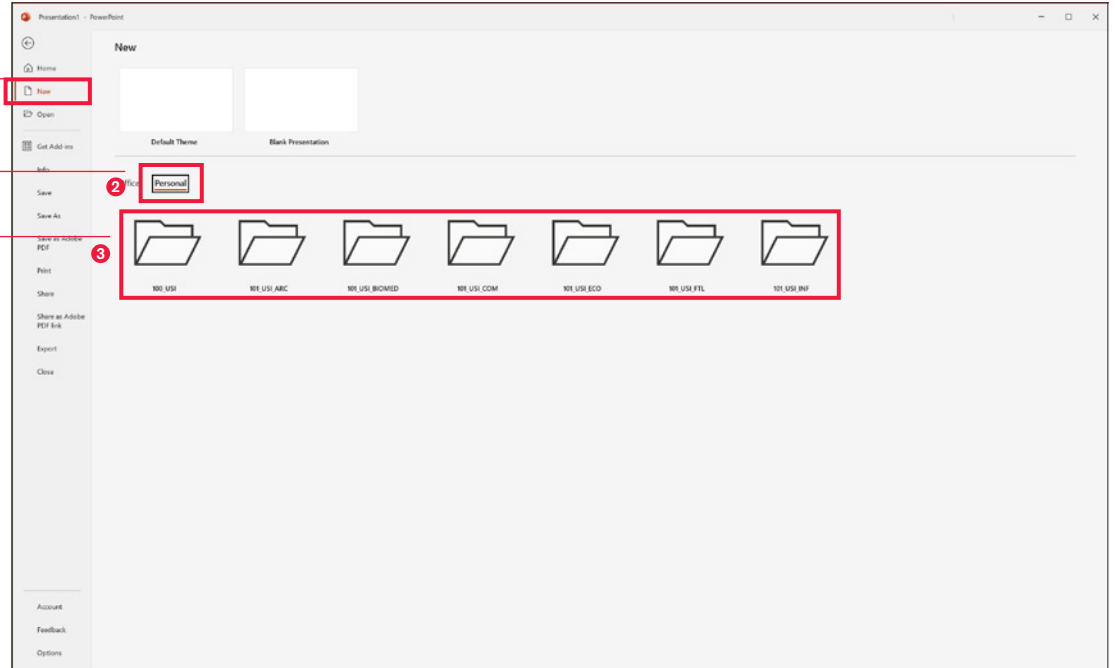 Presentation1 - PowerPoint
New
Home
New
Open
Default Theme
Blank Presentation
Get Add-ins
Info
2
Personal
Save
Save As
Save as Adobe
PDF
3
Print
100_USI
101_USI_ARC
101_USI_BIOMED
101_USI_COM
101_USI_ECO
101_USI_FTL
101_USI_INF
Share
Share as Adobe
PDF link
Export
Close
Account
Feedback
Options